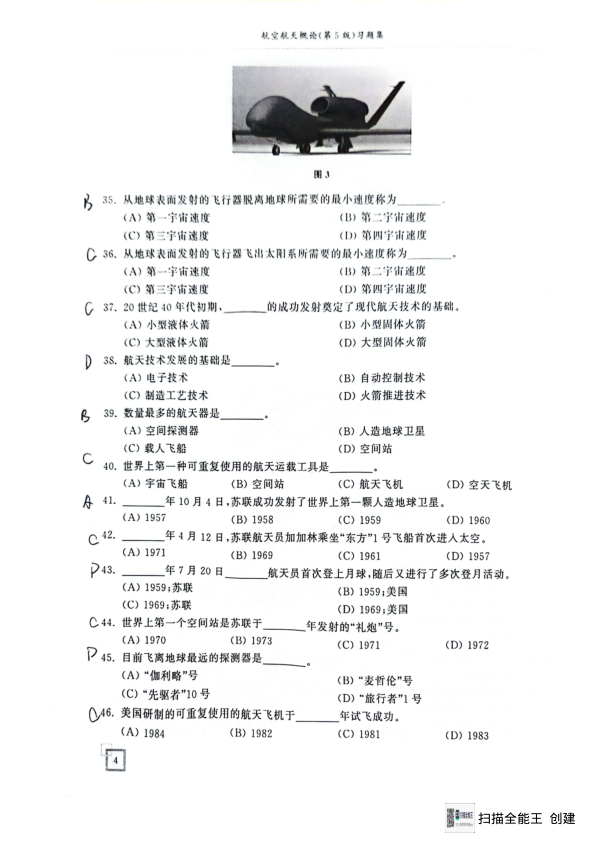 航空航天概论(第5版)习题集
图3
B 35. 从地球表面发射的飞行器脱离地球所需要的最小速度称为________。
(A) 第一宇宙速度 (B) 第二宇宙速度
(C) 第三宇宙速度 (D) 第四宇宙速度
C 36. 从地球表面发射的飞行器飞出太阳系所需要的最小速度称为________。
(A) 第一宇宙速度 (B) 第二宇宙速度
(C) 第三宇宙速度 (D) 第四宇宙速度
C 37. 20世纪40年代初期,________的成功发射奠定了现代航天技术的基础。
(A) 小型液体火箭 (B) 小型固体火箭
(C) 大型液体火箭 (D) 大型固体火箭
D 38. 航天技术发展的基础是________。
(A) 电子技术 (B) 自动控制技术
(C) 制造工艺技术 (D) 火箭推进技术
B 39. 数量最多的航天器是________。
(A) 空间探测器 (B) 人造地球卫星
(C) 载人飞船 (D) 空间站
C 40. 世界上第一种可重复使用的航天运载工具是________。
(A) 宇宙飞船 (B) 空间站 (C) 航天飞机 (D) 空天飞机
A 41. ________年10月4日,苏联成功发射了世界上第一颗人造地球卫星。
(A) 1957 (B) 1958 (C) 1959 (D) 1960
C 42. ________年4月12日,苏联航天员加加林乘坐“东方”1号飞船首次进入太空。
(A) 1971 (B) 1969 (C) 1961 (D) 1957
D 43. ________年7月20日________航天员首次登上月球,随后又进行了多次登月活动。
(A) 1959;苏联 (B) 1959;美国
(C) 1969;苏联 (D) 1969;美国
C 44. 世界上第一个空间站是苏联于________年发射的“礼炮”号。
(A) 1970 (B) 1973 (C) 1971 (D) 1972
D 45. 目前飞离地球最远的探测器是________。
(A) “伽利略”号 (B) “麦哲伦”号
(C) “先驱者”10号 (D) “旅行者”1号
C 46. 美国研制的可重复使用的航天飞机于________年试飞成功。
(A) 1984 (B) 1982 (C) 1981 (D) 1983
4
扫描全能王 创建